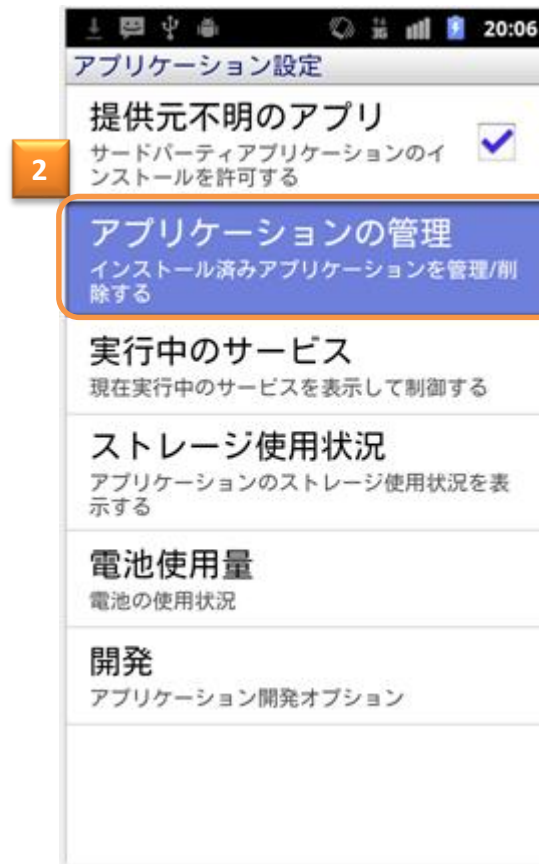 3G
20:06
アプリケーション設定
提供元不明のアプリ
サードパーティアプリケーションのイ
ンストールを許可する
2
アプリケーションの管理
インストール済みアプリケーションを管理/削
除する
実行中のサービス
現在実行中のサービスを表示して制御する
ストレージ使用状況
アプリケーションのストレージ使用状況を表
示する
電池使用量
電池の使用状況
開発
アプリケーション開発オプション